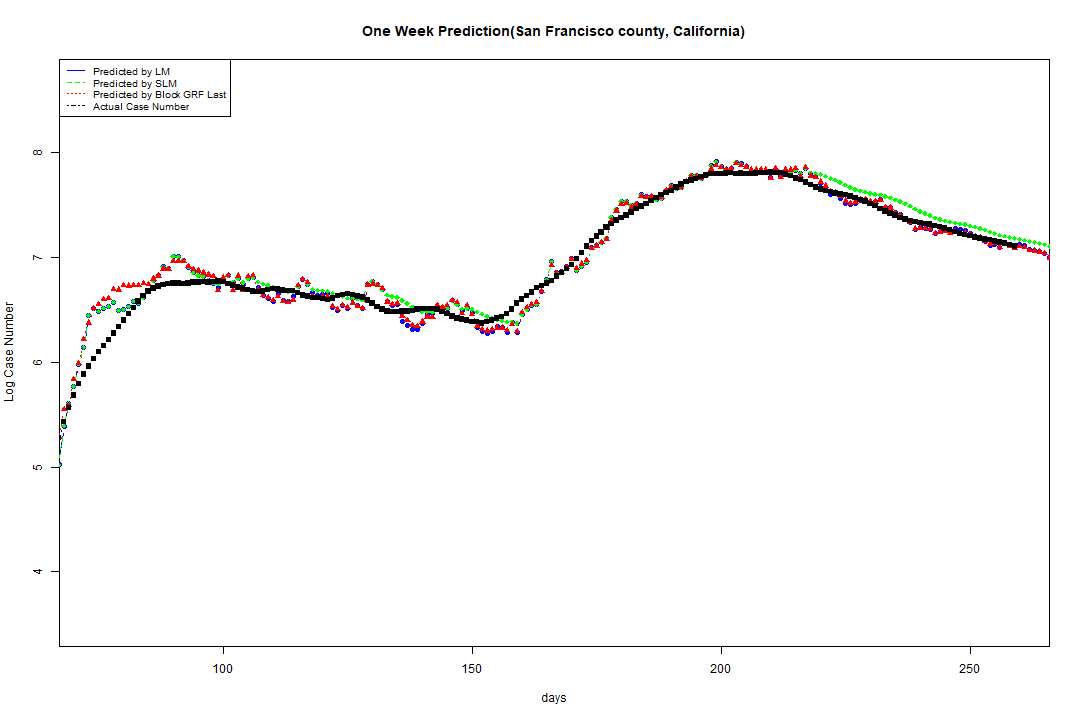 One Week Prediction(San Francisco county, California)
Predicted by LM
Predicted by SLM
Predicted by Block GRF Last
Actual Case Number
8
7
6
5
4
Log Case Number
100
150
200
250
days